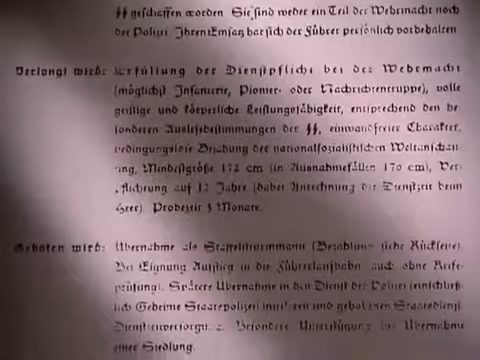 ϟϟ geschaffen worden. Sie sind weder ein Teil der Wehrmacht noch
der Polizei. Ihren Einsatz hat sich der Führer persönlich vorbehalten
Verlangt wird: Erfüllung der Dienstpflicht bei der Wehrmacht
(möglichst Infanterie, Pionier- oder Nachrichtentruppe), volle
geistige und körperliche Leistungsfähigkeit, entsprechend den be-
sonderen Auslesebestimmungen der ϟϟ, einwandfreier Charakter,
bedingungslose Bejahung der nationalsozialistischen Weltanschau-
ung, Mindestgröße 172 cm (in Ausnahmefällen 170 cm), Ver-
pflichtung auf 12 Jahre (dabei Anrechnung der Dienstzeit beim
Heer). Probezeit 3 Monate.
Geboten wird: Übernahme als Staffelsturmmann (Bezahlung siehe Rückseite).
Bei Eignung Aufstieg in die Führerlaufbahn auch ohne Reife-
prüfung. Spätere Übernahme in den Dienst der Polizei (einschließ-
lich Geheime Staatspolizei) und gehobenen Staatsdienst.
Besondere Unterstützung bei Übernahme
einer Siedlung.